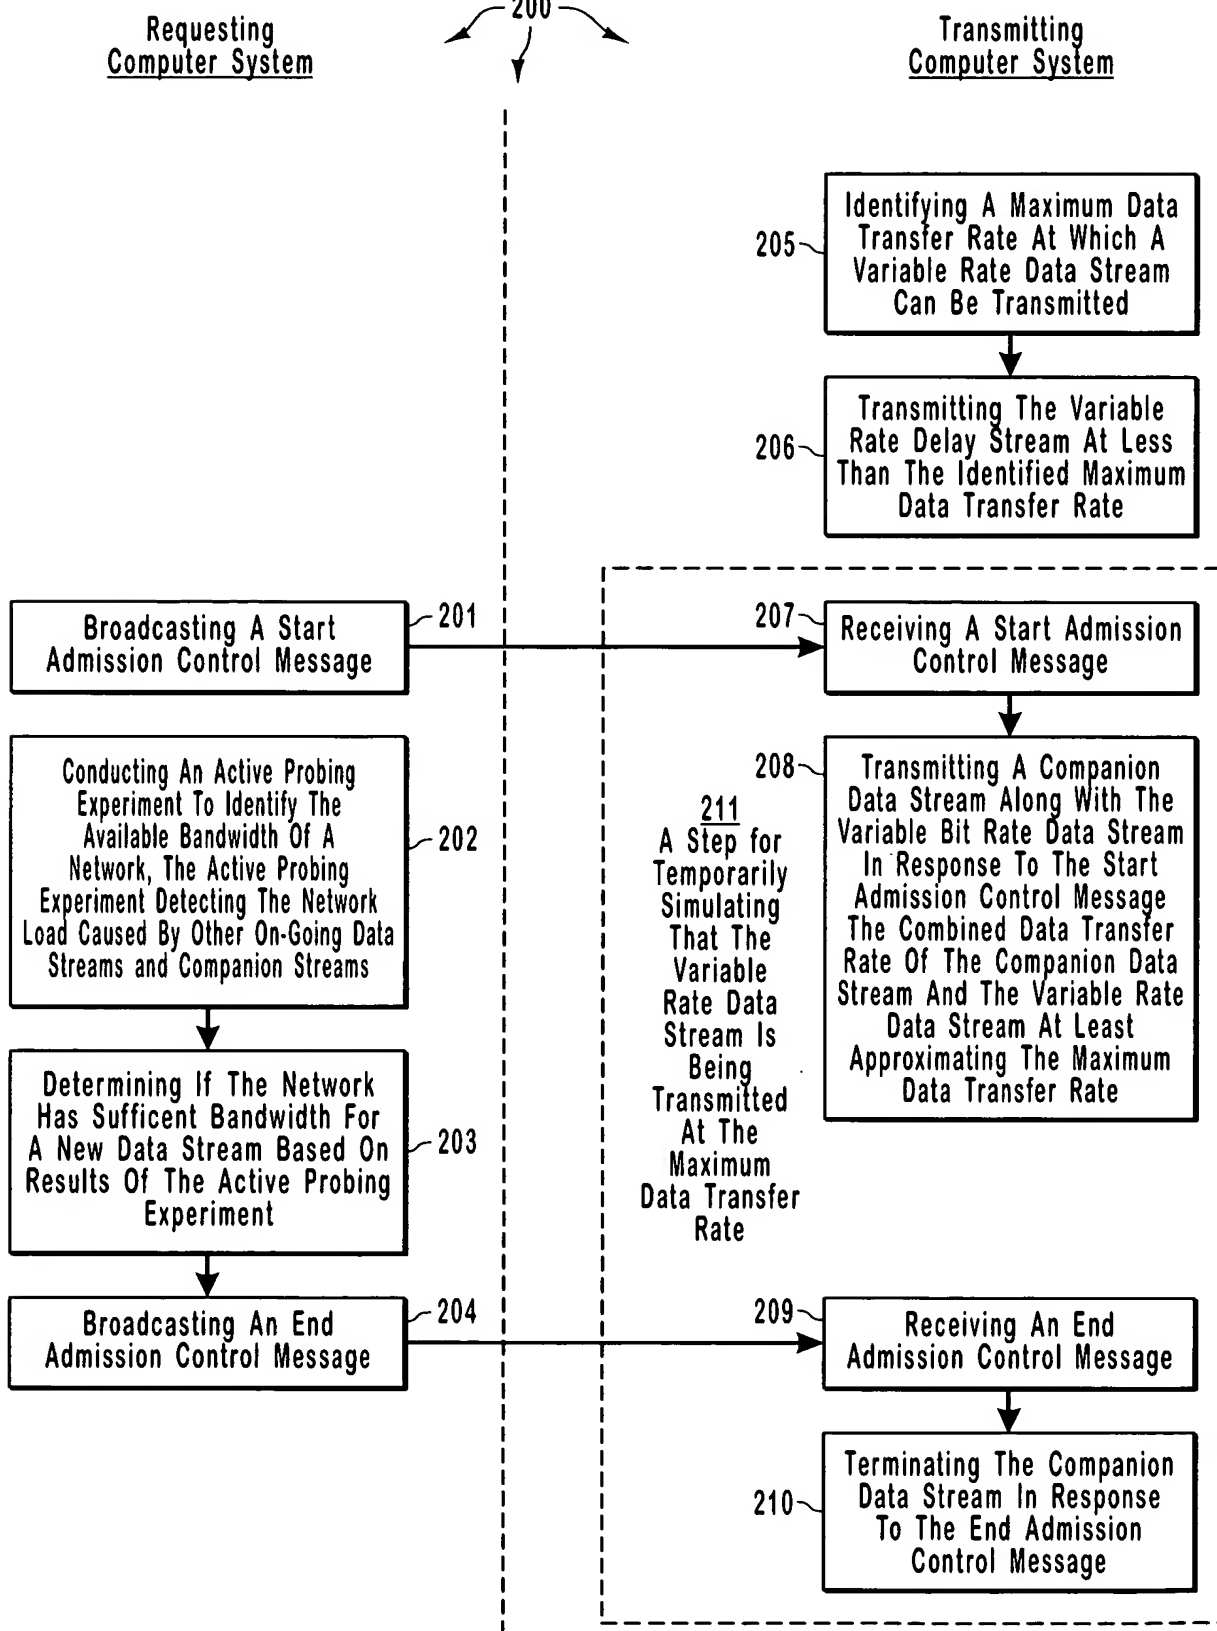 200
Requesting
Computer System
Transmitting
Computer System
205
Identifying A Maximum Data
Transfer Rate At Which A
Variable Rate Data Stream
Can Be Transmitted
206
Transmitting The Variable
Rate Delay Stream At Less
Than The Identified Maximum
Data Transfer Rate
Broadcasting A Start
Admission Control Message
201
207
Receiving A Start Admission
Control Message
Conducting An Active Probing
Experiment To Identify The
Available Bandwidth Of A
Network, The Active Probing
Experiment Detecting The Network
Load Caused By Other On-Going Data
Streams and Companion Streams
202
208
Transmitting A Companion
Data Stream Along With The
Variable Bit Rate Data Stream
In Response To The Start
Admission Control Message
The Combined Data Transfer
Rate Of The Companion Data
Stream And The Variable Rate
Data Stream At Least
Approximating The Maximum
Data Transfer Rate
211
A Step for
Temporarily
Simulating
That The
Variable
Rate Data
Stream Is
Being
Transmitted
At The
Maximum
Data Transfer
Rate
Determining If The Network
Has Sufficent Bandwidth For
A New Data Stream Based On
Results Of The Active Probing
Experiment
203
Broadcasting An End
Admission Control Message
204
209
Receiving An End
Admission Control Message
210
Terminating The Companion
Data Stream In Response
To The End Admission
Control Message